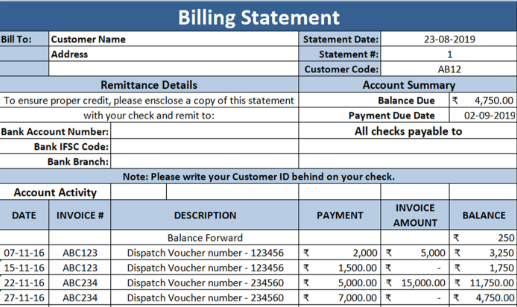 Billing Statement
Bill To: Customer Name Statement Date: 23-08-2019
Address Statement #: 1
Customer Code: AB12
Remittance Details Account Summary
To ensure proper credit, please ensclose a copy of this statement Balance Due ₹ 4,750.00
with your check and remit to: Payment Due Date 02-09-2019
Bank Account Number: All checks payable to
Bank IFSC Code:
Bank Branch:
Note: Please write your Customer ID behind on your check.
Account Activity
DATE INVOICE # DESCRIPTION PAYMENT INVOICE AMOUNT BALANCE
Balance Forward ₹ 250
07-11-16 ABC123 Dispatch Voucher number - 123456 ₹ 2,000 ₹ 5,000 ₹ 3,250
15-11-16 ABC123 Dispatch Voucher number - 123456 ₹ 1,500.00 ₹ - ₹ 1,750
22-11-16 ABC234 Dispatch Voucher number - 234560 ₹ 5,000.00 ₹ 15,000.00 ₹ 11,750.00
27-11-16 ABC234 Dispatch Voucher number - 234560 ₹ 7,000.00 ₹ - ₹ 4,750.00